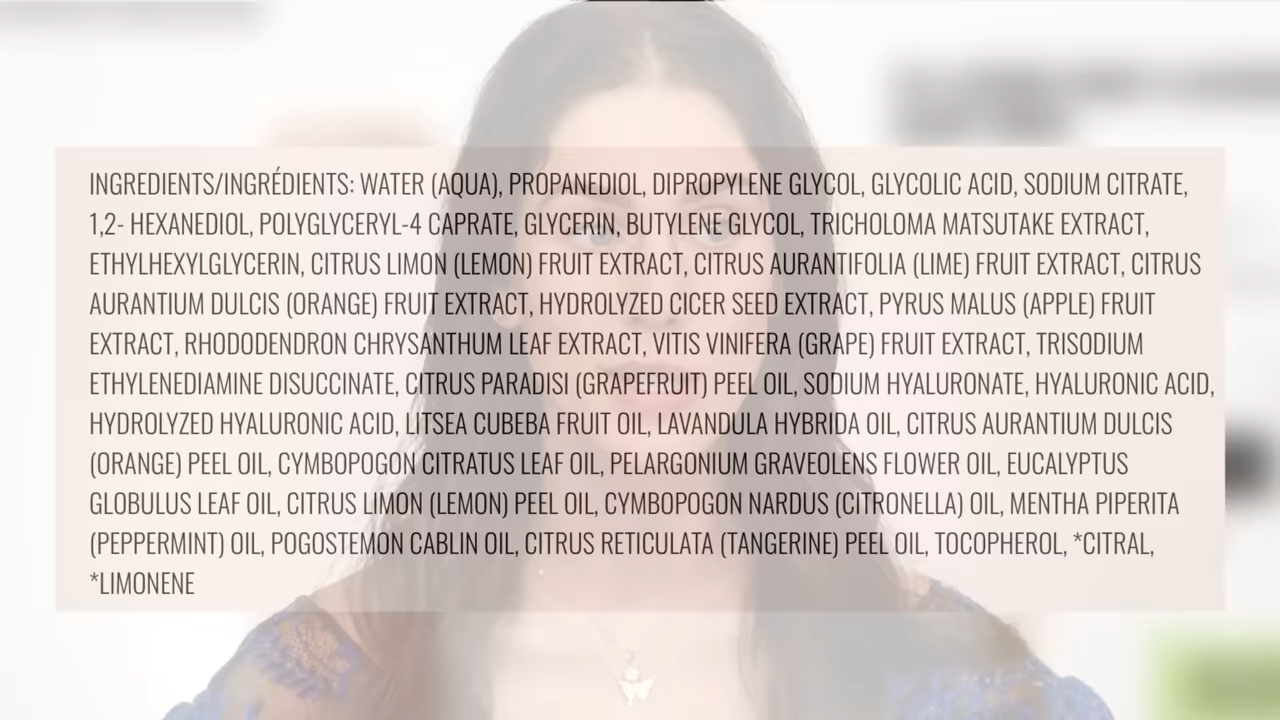 INGREDIENTS/INGRÉDIENTS: WATER (AQUA), PROPANEDIOL, DIPROPYLENE GLYCOL, GLYCOLIC ACID, SODIUM CITRATE,
1,2- HEXANEDIOL, POLYGLYCERYL-4 CAPRATE, GLYCERIN, BUTYLENE GLYCOL, TRICHOLOMA MATSUTAKE EXTRACT,
ETHYLHEXYLGLYCERIN, CITRUS LIMON (LEMON) FRUIT EXTRACT, CITRUS AURANTIFOLIA (LIME) FRUIT EXTRACT, CITRUS
AURANTIUM DULCIS (ORANGE) FRUIT EXTRACT, HYDROLYZED CICER SEED EXTRACT, PYRUS MALUS (APPLE) FRUIT
EXTRACT, RHODODENDRON CHRYSANTHUM LEAF EXTRACT, VITIS VINIFERA (GRAPE) FRUIT EXTRACT, TRISODIUM
ETHYLENEDIAMINE DISUCCINATE, CITRUS PARADISI (GRAPEFRUIT) PEEL OIL, SODIUM HYALURONATE, HYALURONIC ACID,
HYDROLYZED HYALURONIC ACID, LITSEA CUBEBA FRUIT OIL, LAVANDULA HYBRIDA OIL, CITRUS AURANTIUM DULCIS
(ORANGE) PEEL OIL, CYMBOPOGON CITRATUS LEAF OIL, PELARGONIUM GRAVEOLENS FLOWER OIL, EUCALYPTUS
GLOBULUS LEAF OIL, CITRUS LIMON (LEMON) PEEL OIL, CYMBOPOGON NARDUS (CITRONELLA) OIL, MENTHA PIPERITA
(PEPPERMINT) OIL, POGOSTEMON CABLIN OIL, CITRUS RETICULATA (TANGERINE) PEEL OIL, TOCOPHEROL, *CITRAL,
*LIMONENE